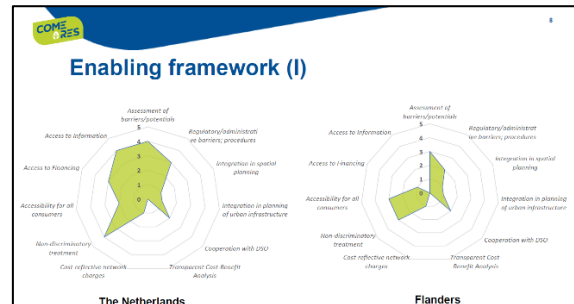 COME
RES
8
Enabling framework (I)
Assessment of
barriers/potentials
Regulatory/administrati
ve barriers; procedures
Integration in spatial
planning
Integration in planning
of urban infrastructure
Cooperation with DSO
Transparent Cost-Benefit
Analysis
Cost reflective network
charges
Non-discriminatory
treatment
Accessibility for all
consumers
Access to Financing
Access to Information
5
4
3
2
1
0
The Netherlands
Assessment of
barriers/potentials
Regulatory/administrat
ive barriers; procedures
Integration in spatial
planning
Integration in planning
of urban infrastructure
Cooperation with DSO
Transparent Cost-
Benefit Analysis
Cost reflective network
charges
Non-discriminatory
treatment
Accessibility for all
consumers
Access to Financing
Access to Information
5
4
3
2
1
0
Flanders